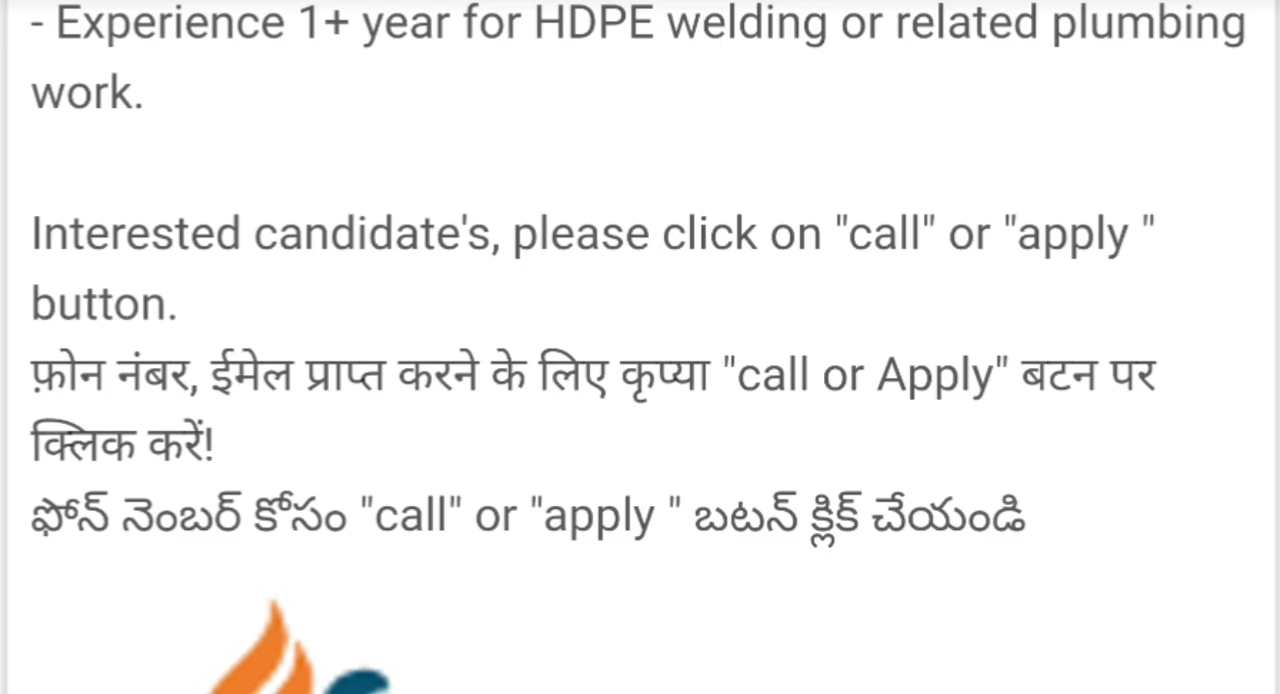 - Experience 1+ year for HDPE welding or related plumbing
work.
Interested candidate's, please click on "call" or "apply "
button.
फ़ोन नंबर, ईमेल प्राप्त करने के लिए कृप्या "call or Apply" बटन पर
क्लिक करें!
ఫోన్ నెంబర్ కోసం "call" or "apply " బటన్ క్లిక్ చేయండి